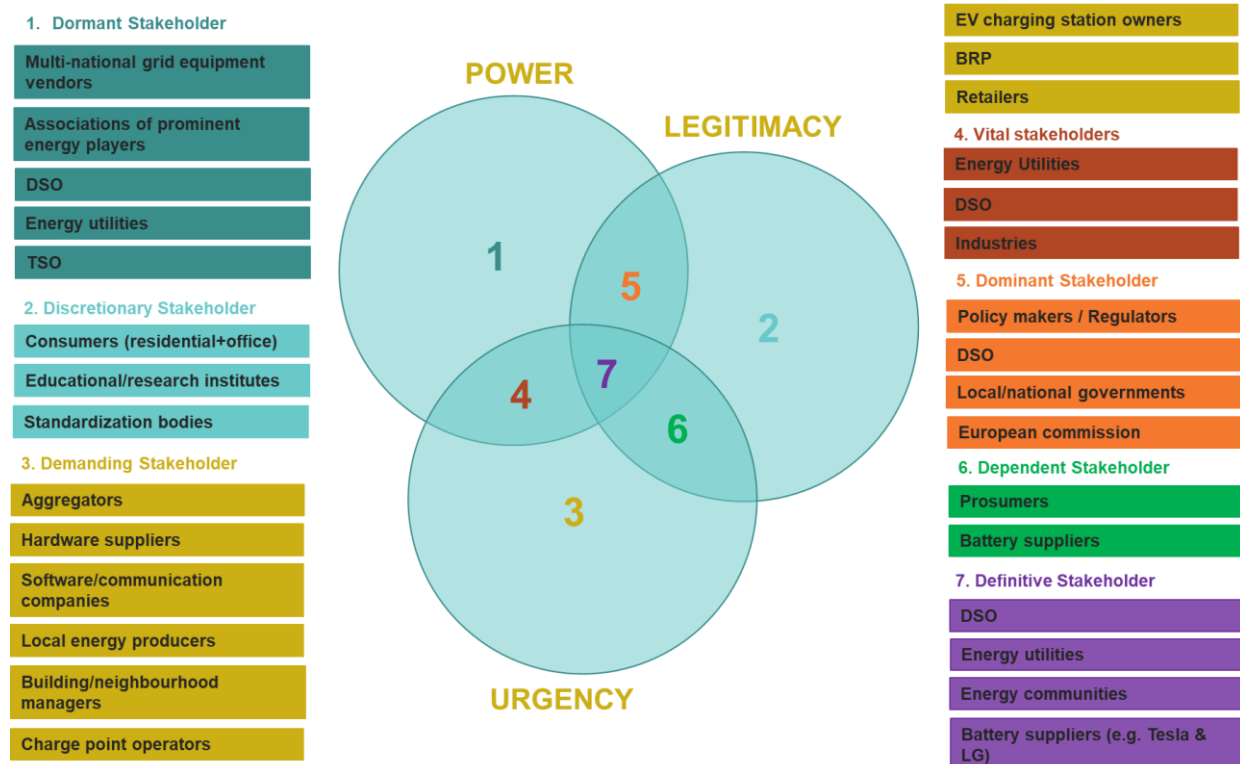 1. Dormant Stakeholder
Multi-national grid equipment
vendors
Associations of prominent
energy players
DSO
Energy utilities
TSO
2. Discretionary Stakeholder
Consumers (residential+office)
Educational/research institutes
Standardization bodies
3. Demanding Stakeholder
Aggregators
Hardware suppliers
Software/communication
companies
Local energy producers
Building/neighbourhood
managers
Charge point operators
POWER
LEGITIMACY
1
5
2
7
4
6
3
URGENCY
EV charging station owners
BRP
Retailers
4. Vital stakeholders
Energy Utilities
DSO
Industries
5. Dominant Stakeholder
Policy makers / Regulators
DSO
Local/national governments
European commission
6. Dependent Stakeholder
Prosumers
Battery suppliers
7. Definitive Stakeholder
DSO
Energy utilities
Energy communities
Battery suppliers (e.g. Tesla &
LG)